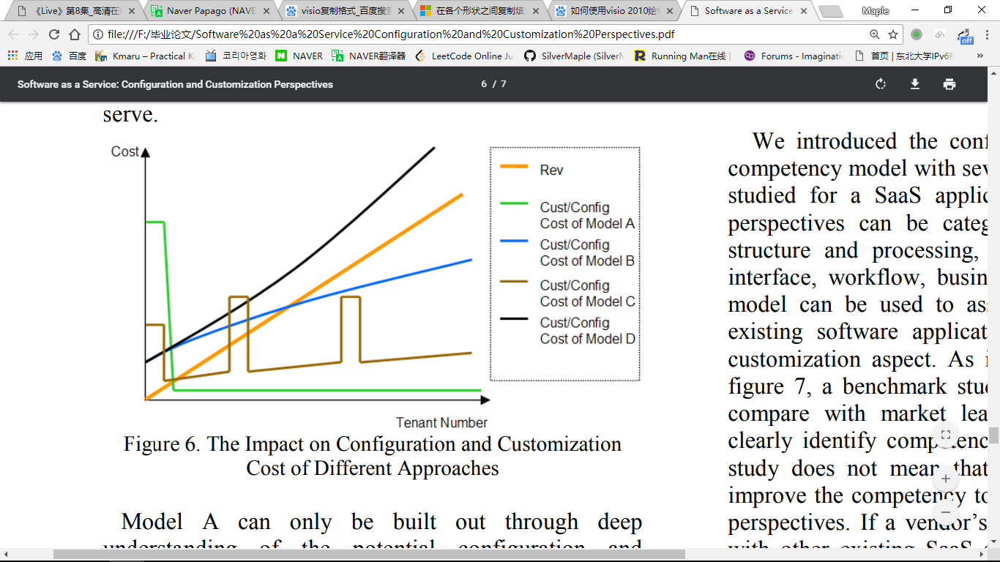 《Live》第8集_高清在
Naver Papago (NAVE
visio复制格式_百度搜
在各个形状之间复制填
如何使用visio 2010绘
Software as a Service
Maple
file:///F:/毕业论文/Software%20as%20a%20Service%20Configuration%20and%20Customization%20Perspectives.pdf
off
应用
百度
Kmaru – Practical K
코리아영화
NAVER
NAVER翻译器
LeetCode Online Ju
SilverMaple (SilverM
Running Man在线 |
Forums - Imaginati
首页 | 东北大学IPv6
»
Software as a Service: Configuration and Customization Perspectives
6 / 7
serve.
Cost
Rev
Cust/Config
Cost of Model A
Cust/Config
Cost of Model B
Cust/Config
Cost of Model C
Cust/Config
Cost of Model D
Tenant Number
Figure 6. The Impact on Configuration and Customization
Cost of Different Approaches
Model A can only be built out through deep
understanding of the potential configuration and
We introduced the conf
competency model with sev
studied for a SaaS applic
perspectives can be categ
structure and processing,
interface, workflow, busin
model can be used to as
existing software applicat
customization aspect. As i
figure 7, a benchmark stu
compare with market lea
clearly identify competenc
study does not mean that
improve the competency to
perspectives. If a vendor's
with other existing SaaS